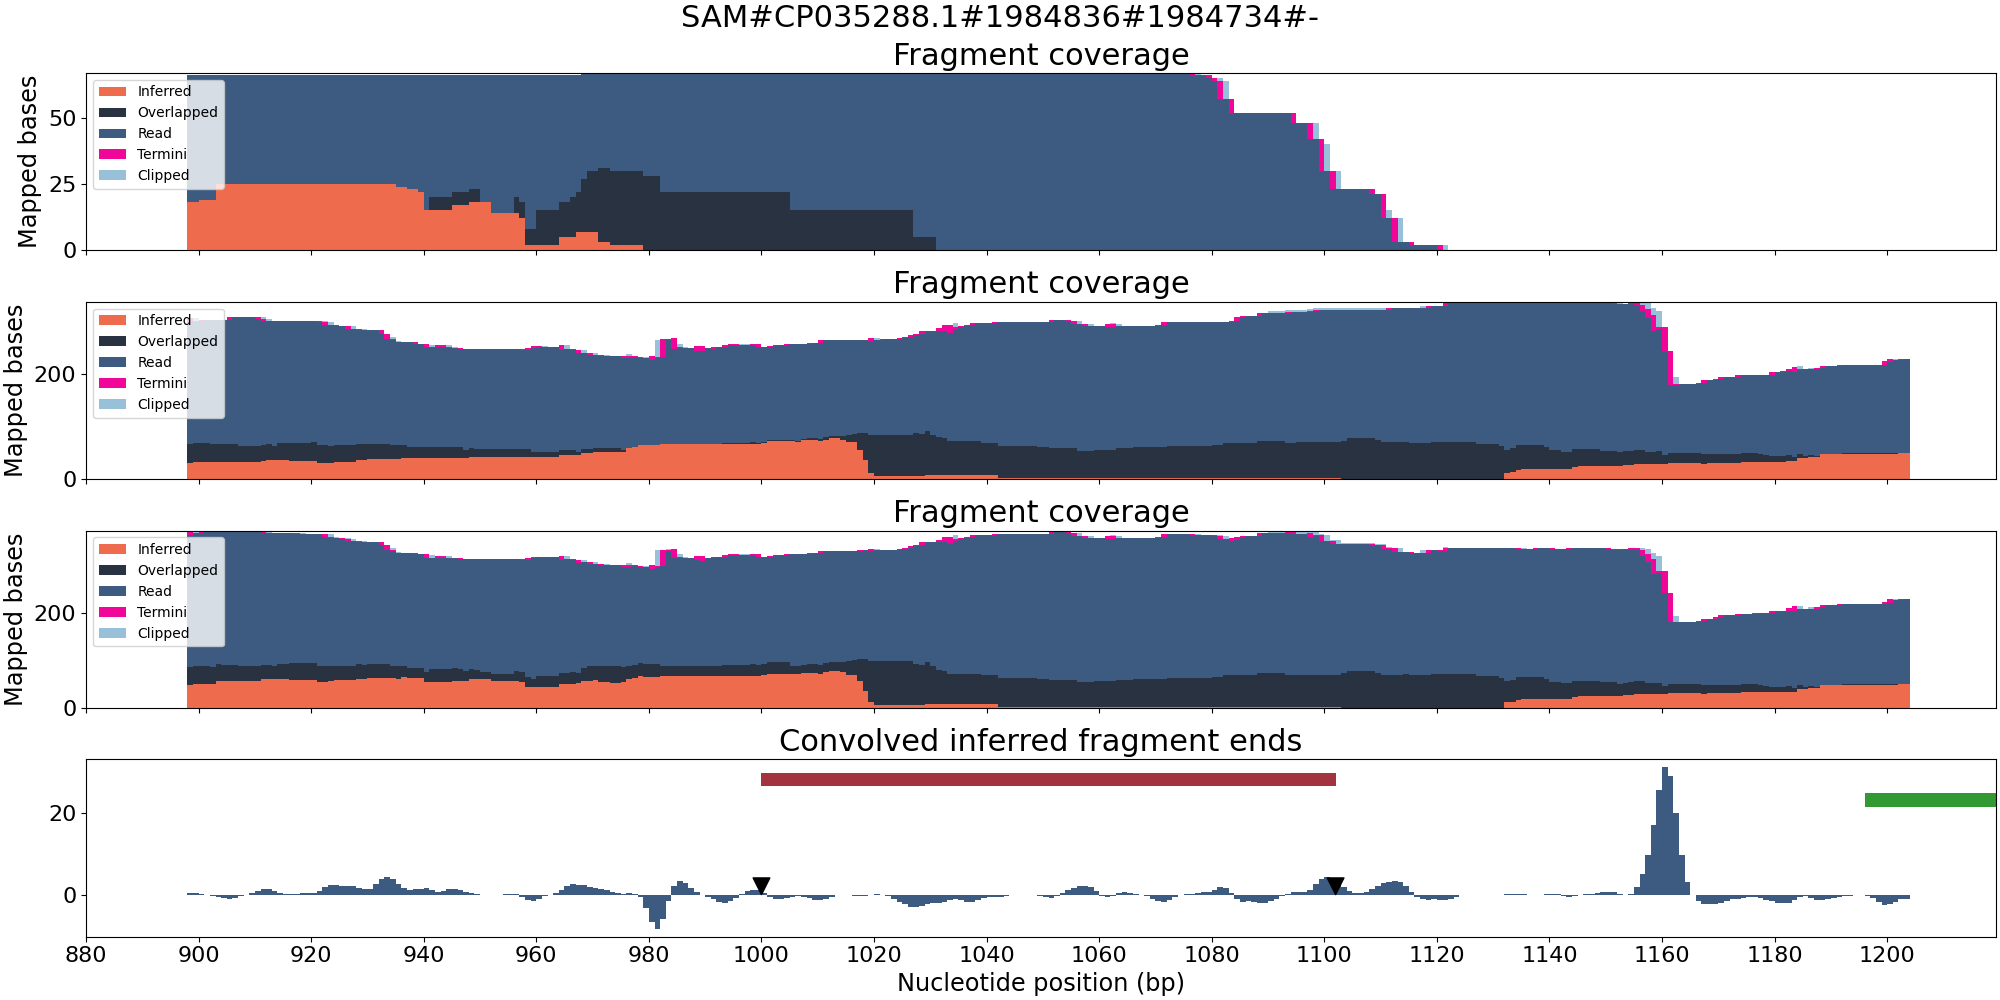 SAM#CP035288.1#1984836#1984734#-
Fragment coverage
Mapped bases
50
25
0
Inferred
Overlapped
Read
Termini
Clipped
Fragment coverage
Mapped bases
200
0
Inferred
Overlapped
Read
Termini
Clipped
Fragment coverage
Mapped bases
200
0
Inferred
Overlapped
Read
Termini
Clipped
Convolved inferred fragment ends
20
0
880 900 920 940 960 980 1000 1020 1040 1060 1080 1100 1120 1140 1160 1180 1200
Nucleotide position (bp)